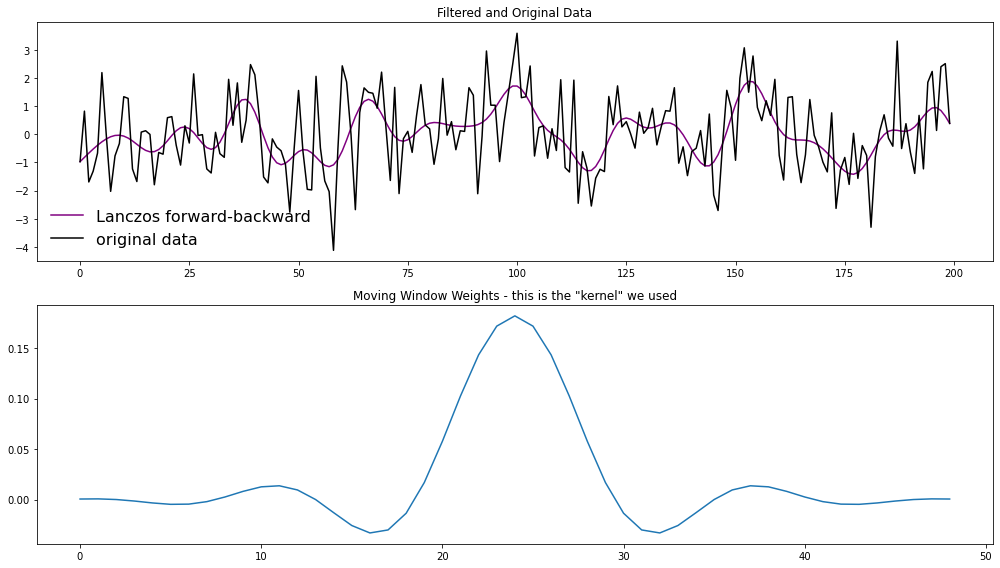 Filtered and Original Data
3
2
1
0
−1
−2
−3
−4
Lanczos forward-backward
original data
0 25 50 75 100 125 150 175 200
Moving Window Weights - this is the "kernel" we used
0.15
0.10
0.05
0.00
0 10 20 30 40 50